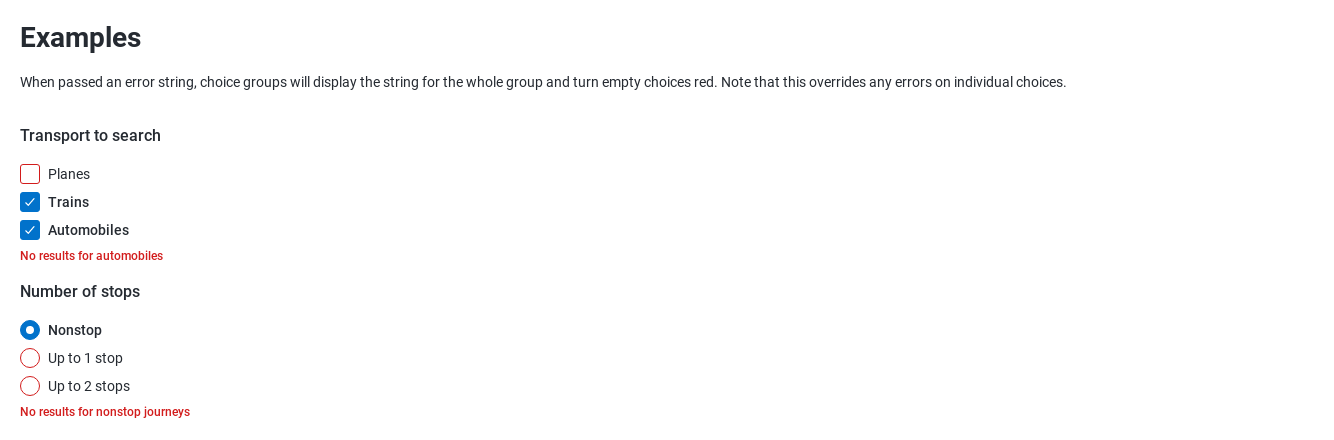 Examples
When passed an error string, choice groups will display the string for the whole group and turn empty choices red. Note that this overrides any errors on individual choices.
Transport to search
Planes
Trains
Automobiles
No results for automobiles
Number of stops
Nonstop
Up to 1 stop
Up to 2 stops
No results for nonstop journeys